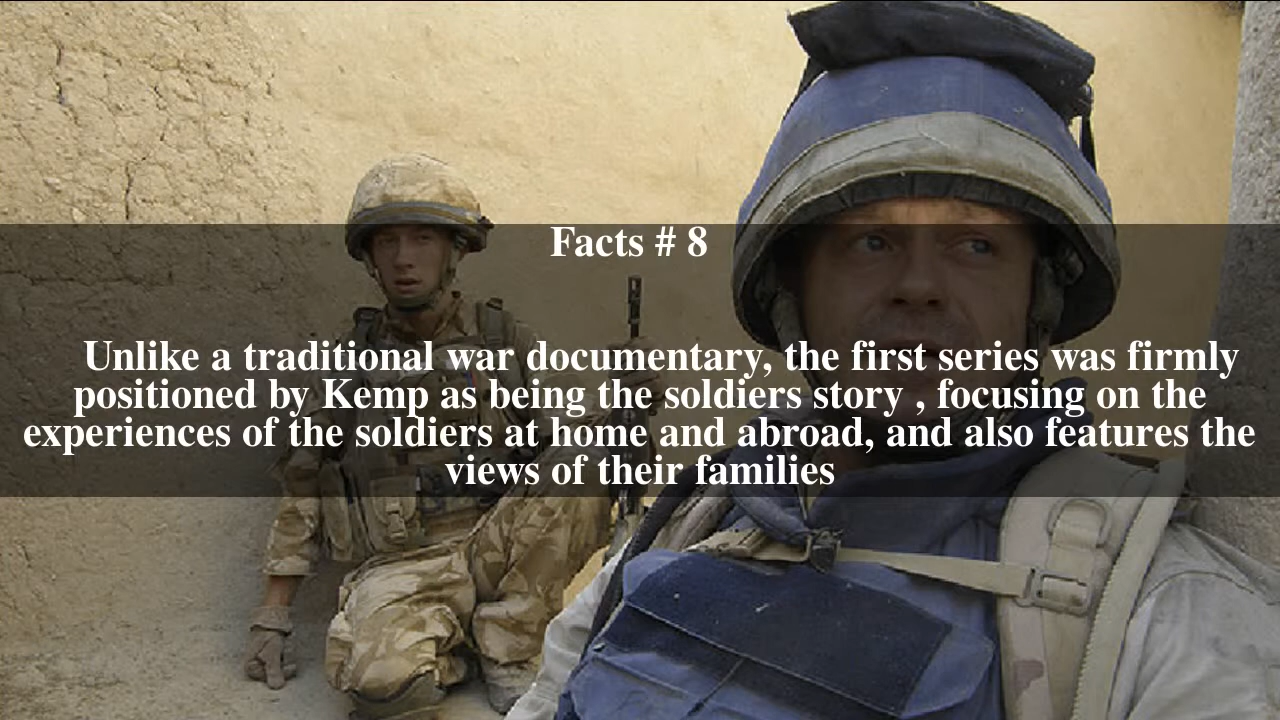 Facts # 8
Unlike a traditional war documentary, the first series was firmly
positioned by Kemp as being the soldiers story , focusing on the
experiences of the soldiers at home and abroad, and also features the
views of their families